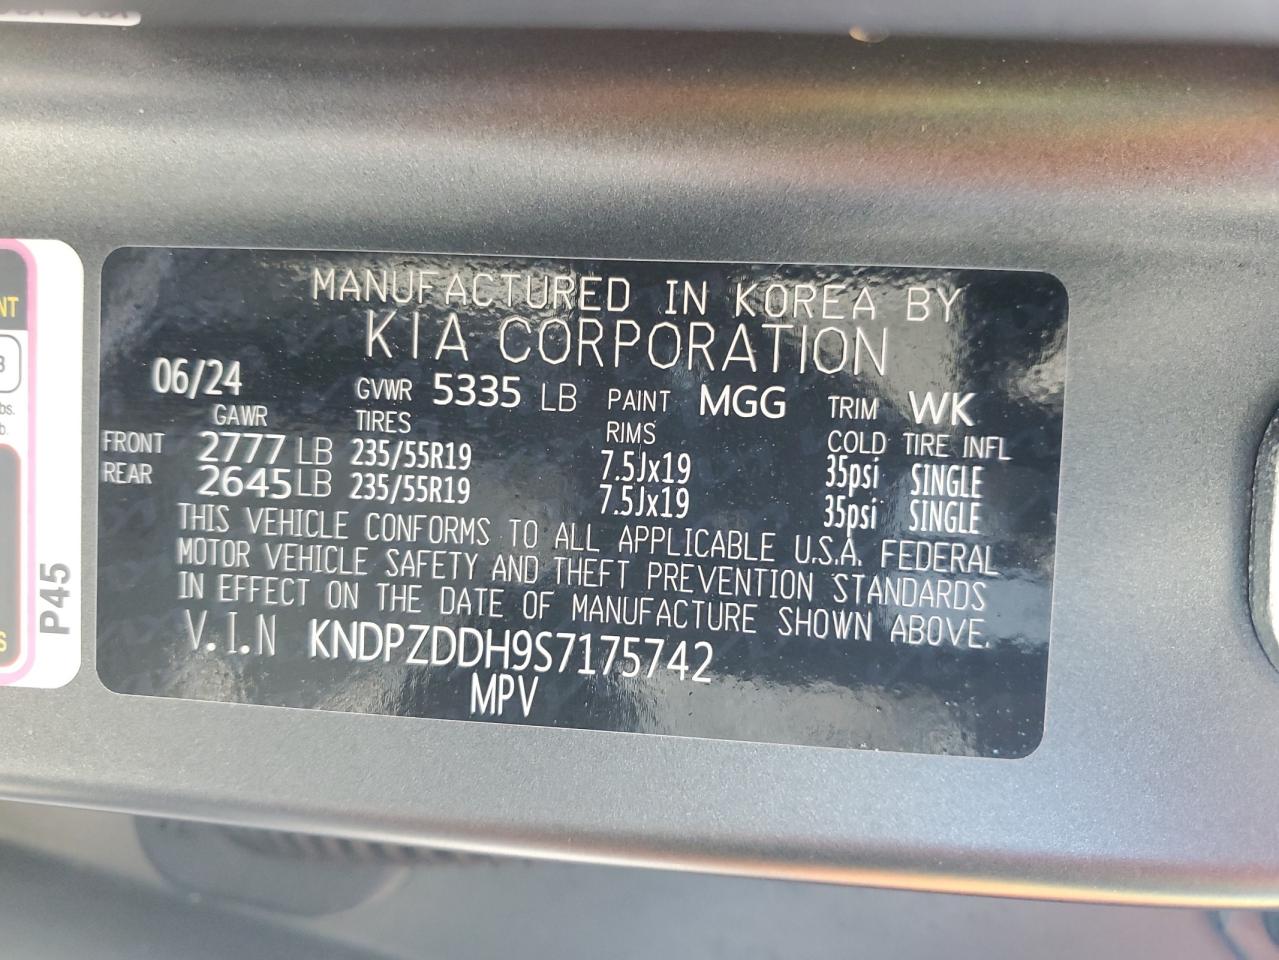 MANUFACTURED IN KOREA BY
KIA CORPORATION
06/24 GVWR 5335 LB PAINT MGG TRIM WK
GAWR TIRES RIMS COLD TIRE INFL
FRONT 2777 LB 235/55R19 7.5Jx19 35psi SINGLE
REAR 2645 LB 235/55R19 7.5Jx19 35psi SINGLE
THIS VEHICLE CONFORMS TO ALL APPLICABLE U.S.A. FEDERAL
MOTOR VEHICLE SAFETY AND THEFT PREVENTION STANDARDS
IN EFFECT ON THE DATE OF MANUFACTURE SHOWN ABOVE.
V.I.N KNDPZDDH9S7175742
MPV
P45